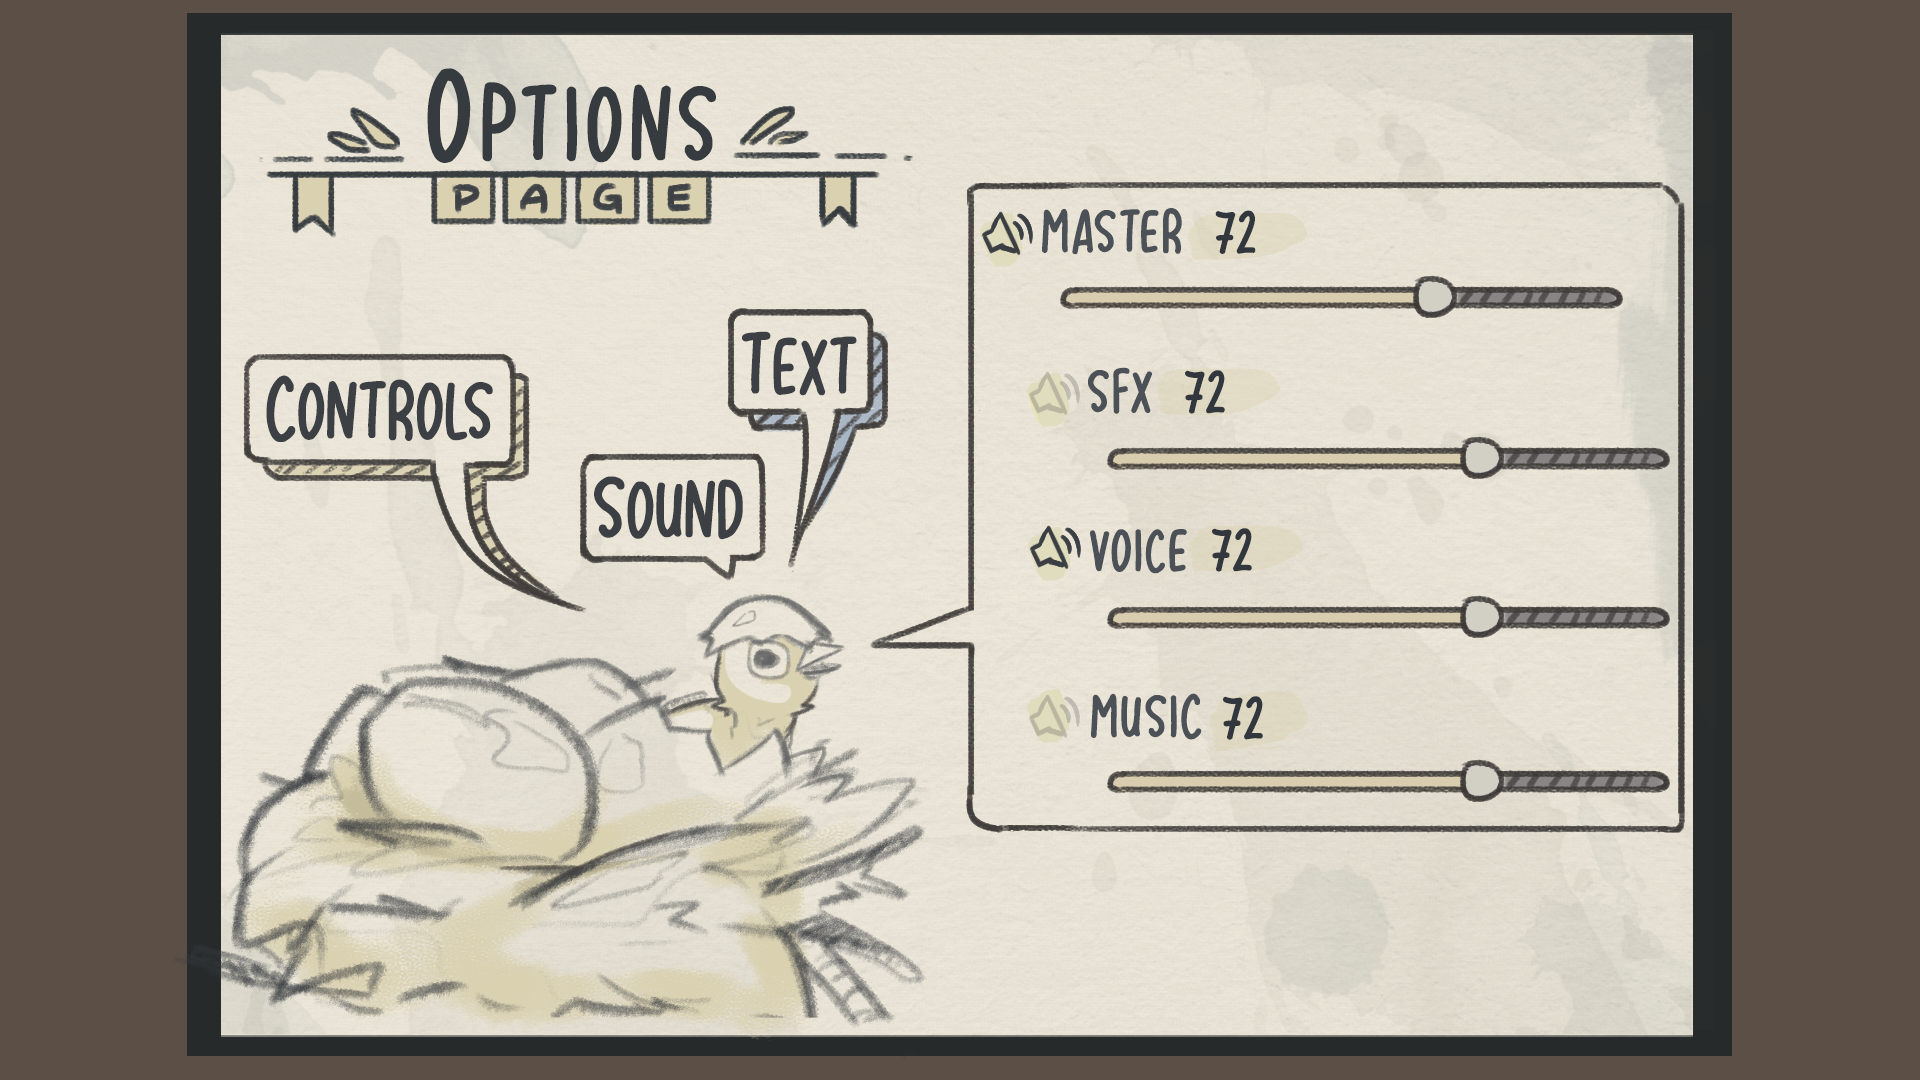 OPTIONS
PAGE
CONTROLS
TEXT
SOUND
MASTER 72
SFX 72
VOICE 72
MUSIC 72